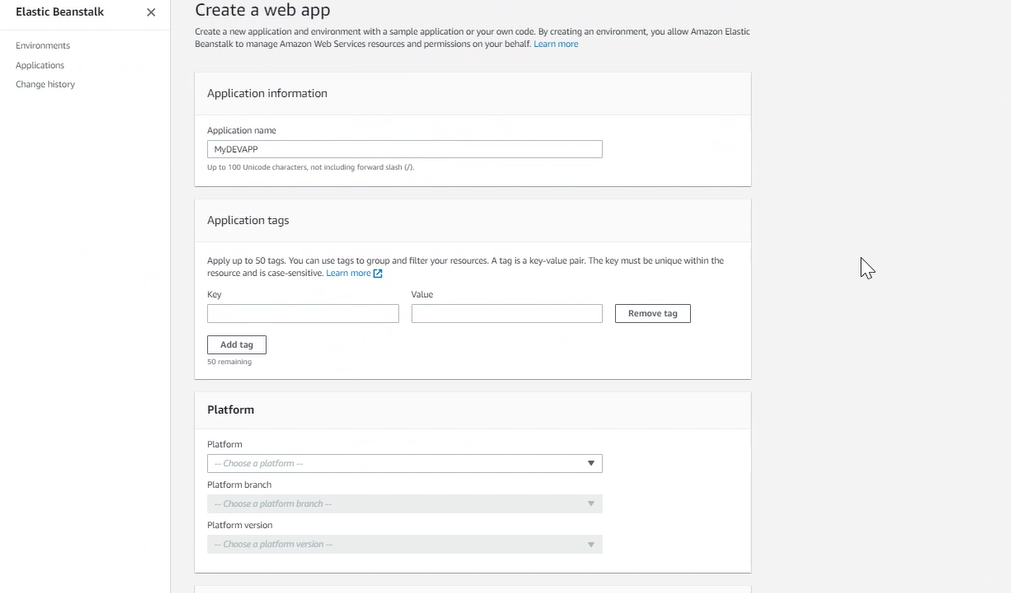 Elastic Beanstalk
Environments
Applications
Change history
Create a web app
Create a new application and environment with a sample application or your own code. By creating an environment, you allow Amazon Elastic
Beanstalk to manage Amazon Web Services resources and permissions on your behalf. Learn more
Application information
Application name
MyDEVAPP
Up to 100 Unicode characters, not including forward slash (/).
Application tags
Apply up to 50 tags. You can use tags to group and filter your resources. A tag is a key-value pair. The key must be unique within the
resource and is case-sensitive. Learn more
Key Value
Remove tag
Add tag
50 remaining
Platform
Platform
-- Choose a platform --
Platform branch
-- Choose a platform branch --
Platform version
-- Choose a platform version --